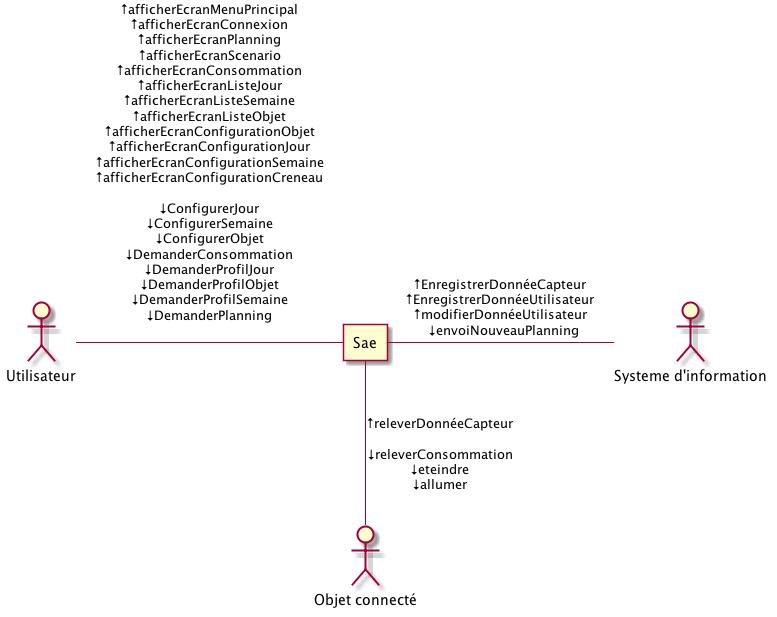 ↑afficherEcranMenuPrincipal
↑afficherEcranConnexion
↑afficherEcranPlanning
↑afficherEcranScenario
↑afficherEcranConsommation
↑afficherEcranListeJour
↑afficherEcranListeSemaine
↑afficherEcranListeObjet
↑afficherEcranConfigurationObjet
↑afficherEcranConfigurationJour
↑afficherEcranConfigurationSemaine
↑afficherEcranConfigurationCreneau
↓ConfigurerJour
↓ConfigurerSemaine
↓ConfigurerObjet
↓DemanderConsommation
↓DemanderProfilJour
↓DemanderProfilObjet
↓DemanderProfilSemaine
↓DemanderPlanning
↑EnregistrerDonnéeCapteur
↑EnregistrerDonnéeUtilisateur
↑modifierDonnéeUtilisateur
↓envoiNouveauPlanning
Utilisateur
Sae
Systeme d'information
↑releverDonnéeCapteur
↓releverConsommation
↓eteindre
↓allumer
Objet connecté